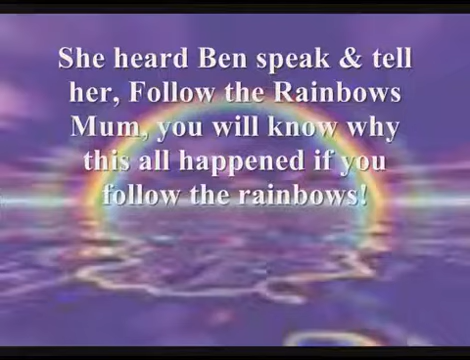 She heard Ben speak & tell
her, Follow the Rainbows
Mum, you will know why
this all happened if you
follow the rainbows!